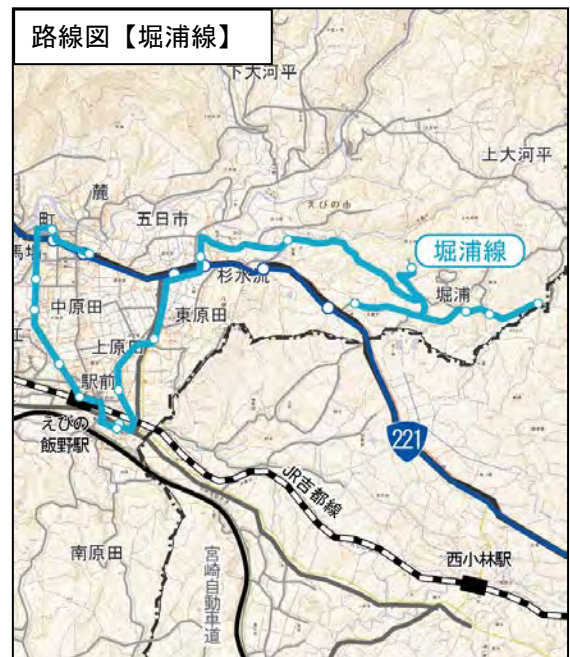 路線図【堀浦線】
下大河平
上大河平
麓
えびの市
町
五日市
馬場
杉水流
堀浦線
堀浦
中原田
東原田
上原田
江
駅前
えびの
飯野駅
221
JR吉都線
南原田
宮崎自動車道
西小林駅